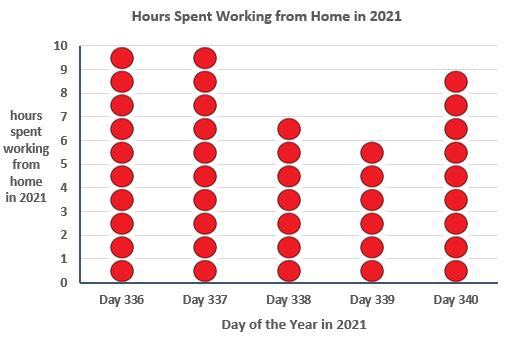 Hours Spent Working from Home in 2021
10
9
8
7
6
5
4
3
2
1
0
hours
spent
working
from
home
in 2021
Day 336 Day 337 Day 338 Day 339 Day 340
Day of the Year in 2021